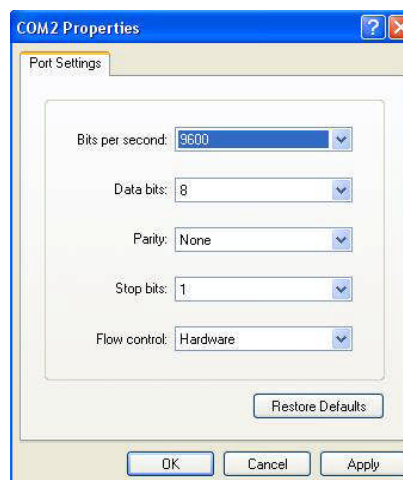 COM2 Properties
Port Settings
Bits per second: 9600
Data bits: 8
Parity: None
Stop bits: 1
Flow control: Hardware
Restore Defaults
OK Cancel Apply